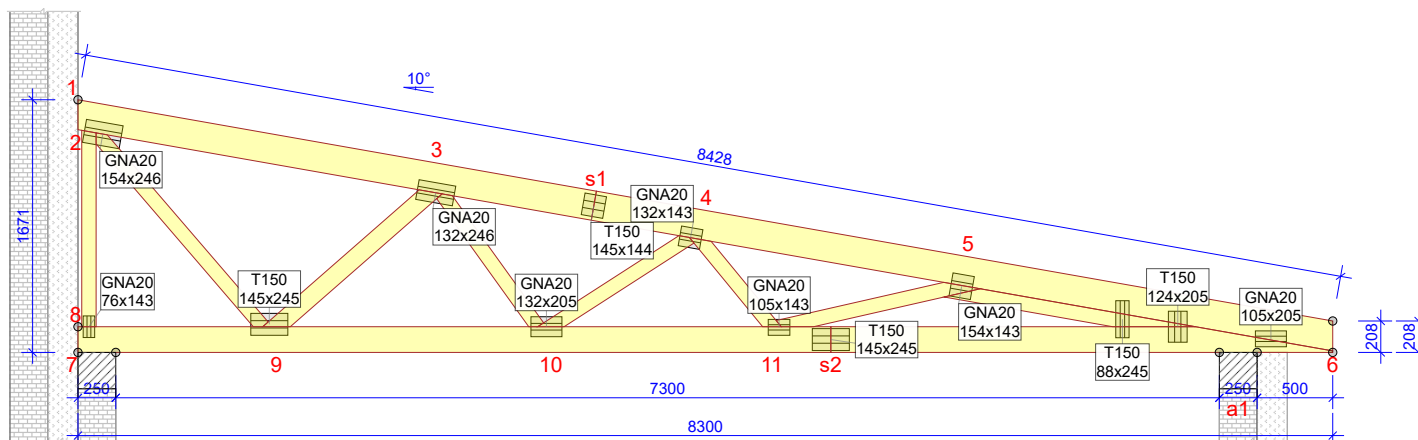 10°
8428
1
2
3
s1
4
5
GNA20
154x246
GNA20
132x246
GNA20
132x143
T150
145x144
1671
GNA20
76x143
T150
145x245
GNA20
132x205
GNA20
105x143
T150
145x245
GNA20
154x143
T150
88x245
T150
124x205
GNA20
105x205
208
208
8
7
9
10
11
s2
6
250
7300
250
500
a1
8300